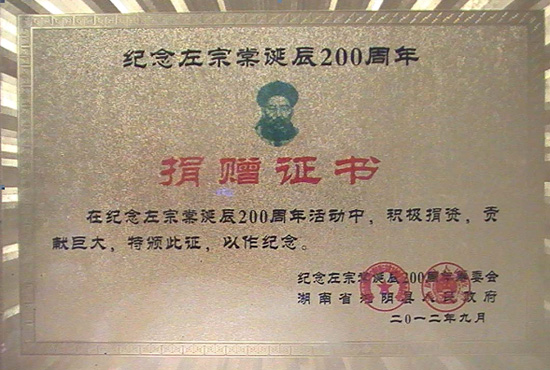 纪念左宗棠诞辰200周年
捐赠证书
在纪念左宗棠诞辰200周年活动中，积极捐资，贡
献巨大，特颁此证，以作纪念。
纪念左宗棠诞辰200周年筹委会
湖南省湘阴县人民政府
二〇一二年九月